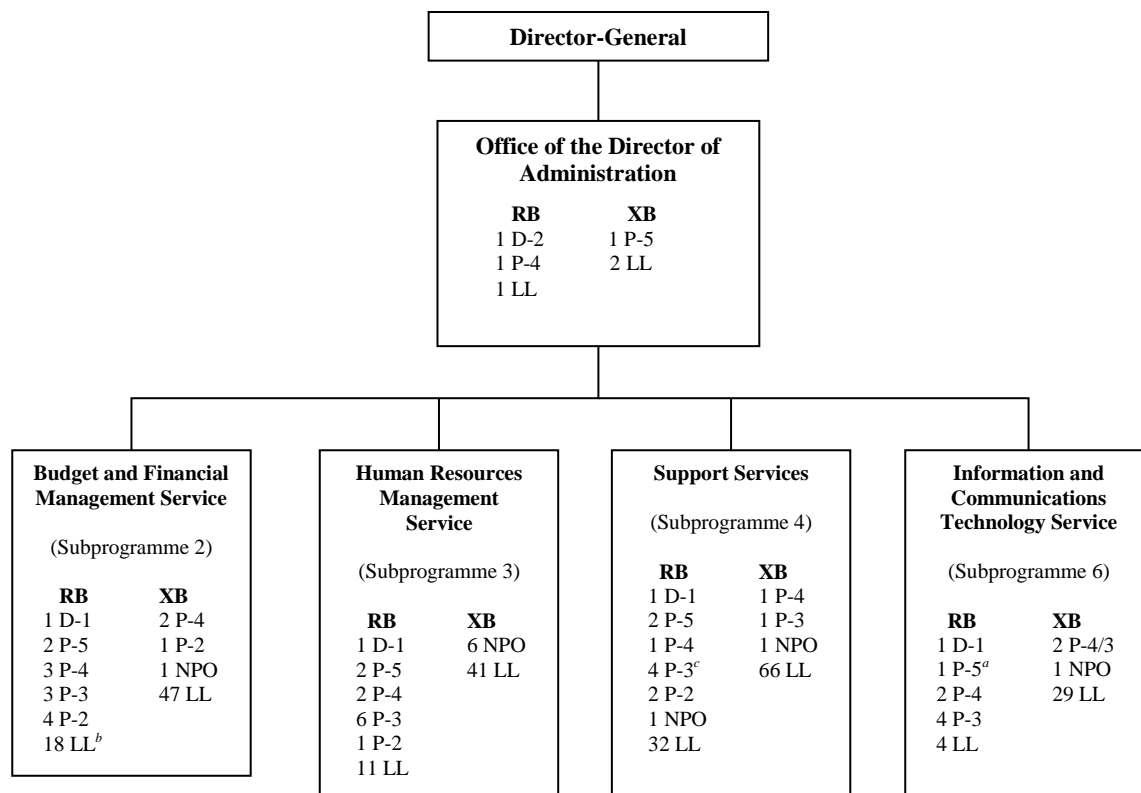 Director-General
Office of the Director of
Administration
RB XB
1 D-2 1 P-5
1 P-4 2 LL
1 LL
Budget and Financial
Management Service
(Subprogramme 2)
RB XB
1 D-1 2 P-4
2 P-5 1 P-2
3 P-4 1 NPO
3 P-3 47 LL
4 P-2
18 LLb
Human Resources
Management
Service
(Subprogramme 3)
RB XB
1 D-1 6 NPO
2 P-5 41 LL
2 P-4
6 P-3
1 P-2
11 LL
Support Services
(Subprogramme 4)
RB XB
1 D-1 1 P-4
2 P-5 1 P-3
1 P-4 1 NPO
4 P-3c 66 LL
2 P-2
1 NPO
32 LL
Information and
Communications
Technology Service
(Subprogramme 6)
RB XB
1 D-1 2 P-4/3
1 P-5a 1 NPO
2 P-4 29 LL
4 P-3
4 LL